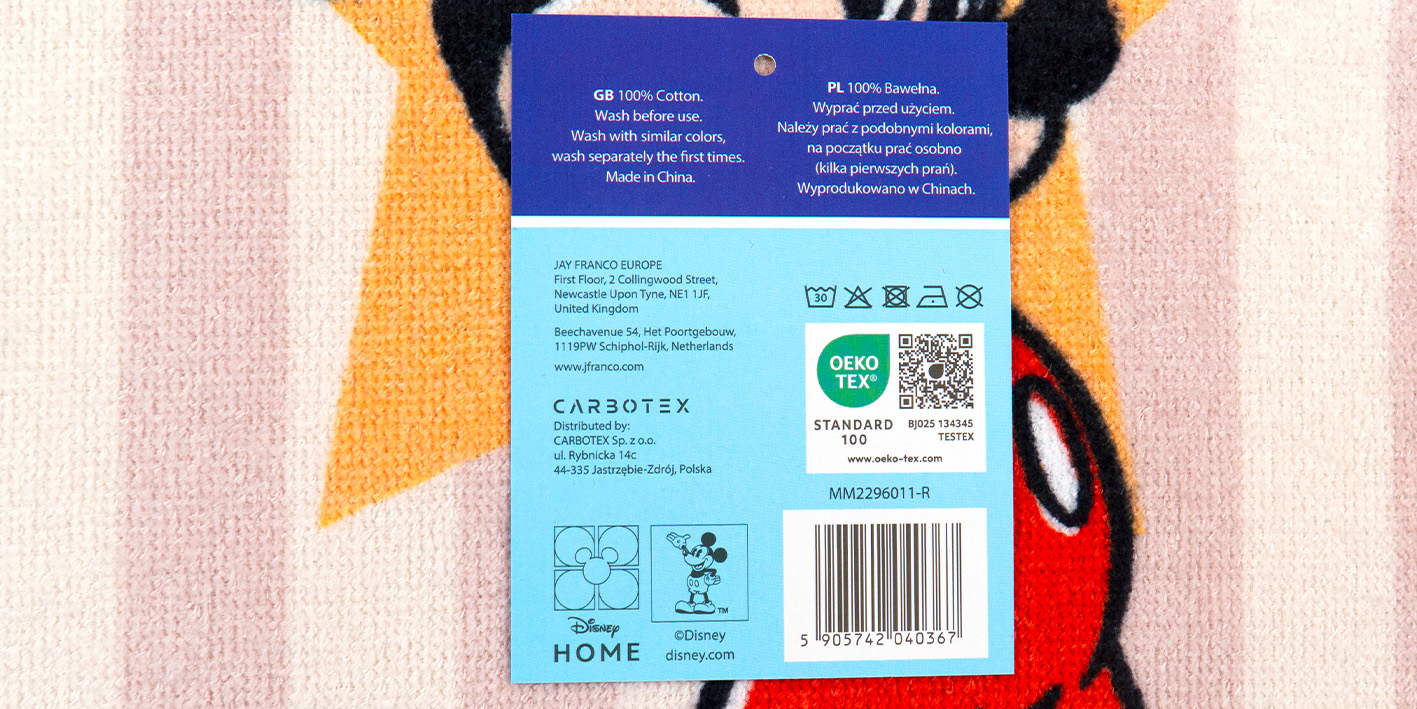 GB 100% Cotton.
Wash before use.
Wash with similar colors,
wash separately the first times.
Made in China.
PL 100% Bawełna.
Wyprać przed użyciem.
Należy prać z podobnymi kolorami,
na początku prać osobno
(kilka pierwszych prań).
Wyprodukowano w Chinach.
JAY FRANCO EUROPE
First Floor, 2 Collingwood Street,
Newcastle Upon Tyne, NE1 1JF,
United Kingdom
Beechavenue 54, Het Poortgebouw,
1119PW Schiphol-Rijk, Netherlands
www.jfranco.com
CARBOTEX
Distributed by:
CARBOTEX Sp. z o.o.
ul. Rybnicka 14c
44-335 Jastrzębie-Zdrój, Polska
Disney
HOME
TM
©Disney
disney.com
30
OEKO
TEX®
STANDARD
100
BJ025 134345
TESTEX
www.oeko-tex.com
MM2296011-R
5 905742 040367